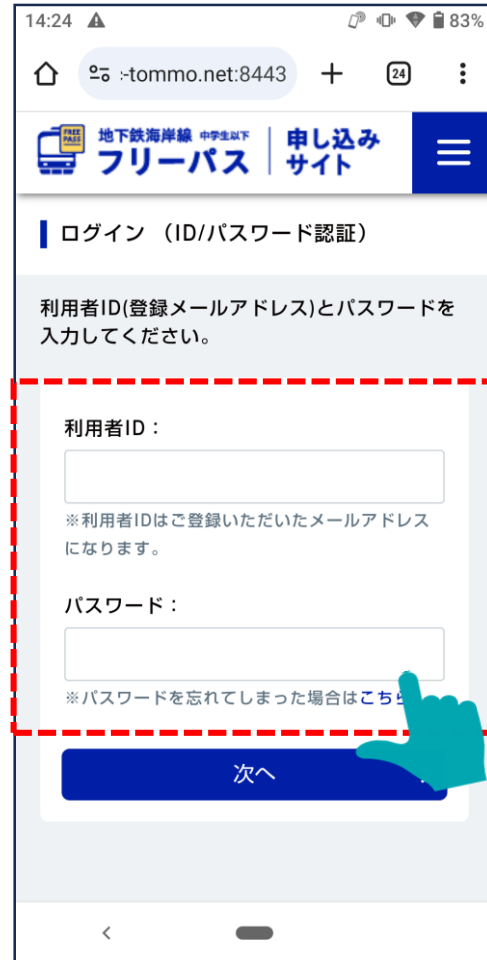 14:24
83%
:-tommo.net:8443
24
FREE PASS
地下鉄海岸線 中学生以下
フリーパス
申し込み
サイト
ログイン （ID/パスワード認証）
利用者ID(登録メールアドレス)とパスワードを
入力してください。
利用者ID：
※利用者IDはご登録いただいたメールアドレス
になります。
パスワード：
※パスワードを忘れてしまった場合はこちら
次へ